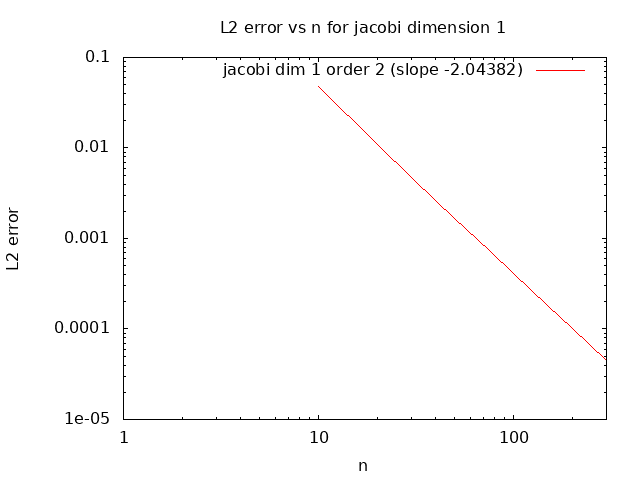 L2 error vs n for jacobi dimension 1
0.1
jacobi dim 1 order 2 (slope -2.04382)
0.01
0.001
L2 error
0.0001
1e-05
1 10 100
n